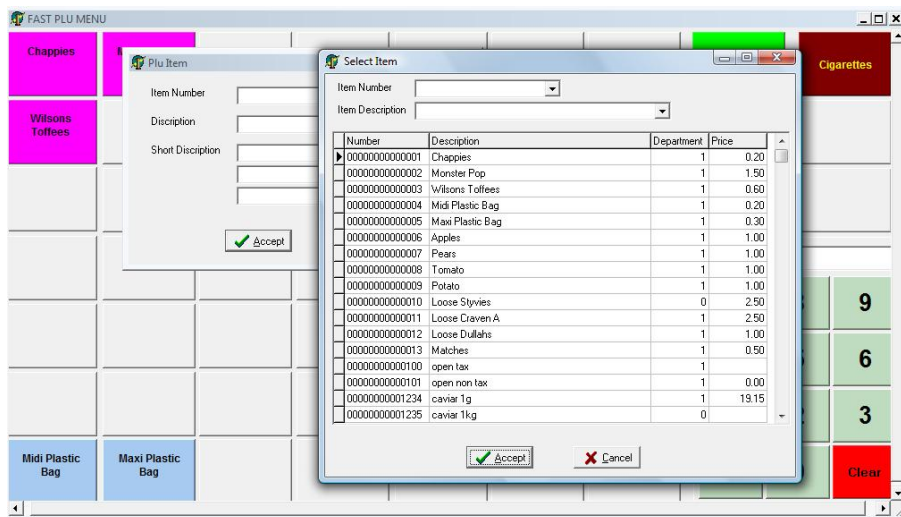 FAST PLU MENU
Chappies
Cigarettes
Wilsons
Toffees
Plu Item
Item Number
Discription
Short Discription
Accept
Select Item
Item Number
Item Description
Number Description Department Price
00000000000001 Chappies 1 0.20
00000000000002 Monster Pop 1 1.50
00000000000003 Wilsons Toffees 1 0.60
00000000000004 Midi Plastic Bag 1 0.20
00000000000005 Maxi Plastic Bag 1 0.30
00000000000006 Apples 1 1.00
00000000000007 Pears 1 1.00
00000000000008 Tomato 1 1.00
00000000000009 Potato 1 1.00
00000000000010 Loose Styvies 0 2.50
00000000000011 Loose Craven A 1 2.50
00000000000012 Loose Dullahs 1 1.00
00000000000013 Matches 1 0.50
00000000000100 open tax 1
00000000000101 open non tax 1 0.00
00000000001234 caviar 1g 1 19.15
00000000001235 caviar 1kg 0
Accept Cancel
9
6
3
Midi Plastic
Bag
Maxi Plastic
Bag
Clear